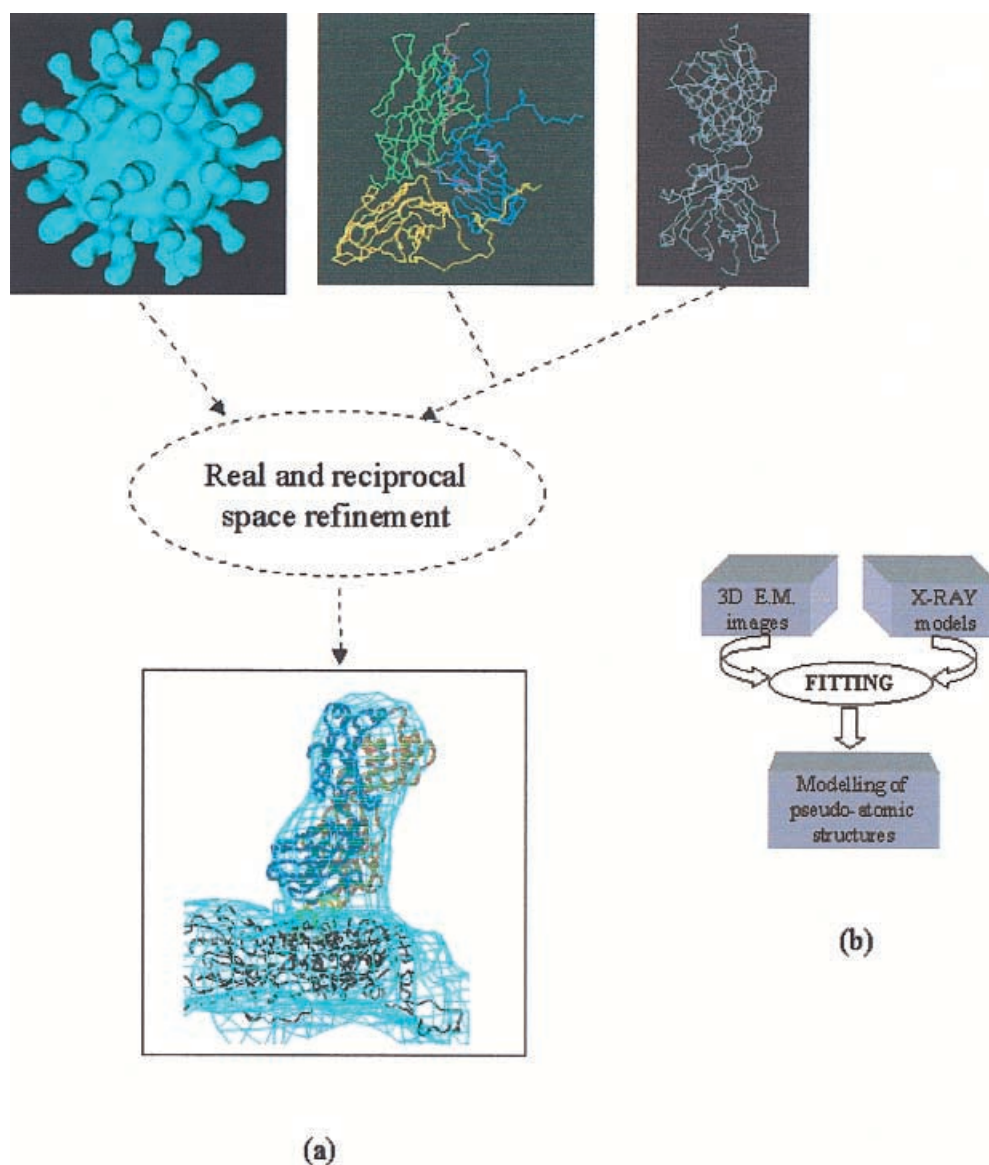 Real and reciprocal
space refinement
3D E.M.
images
X-RAY
models
FITTING
Modelling of
pseudo-atomic
structures
(b)
(a)